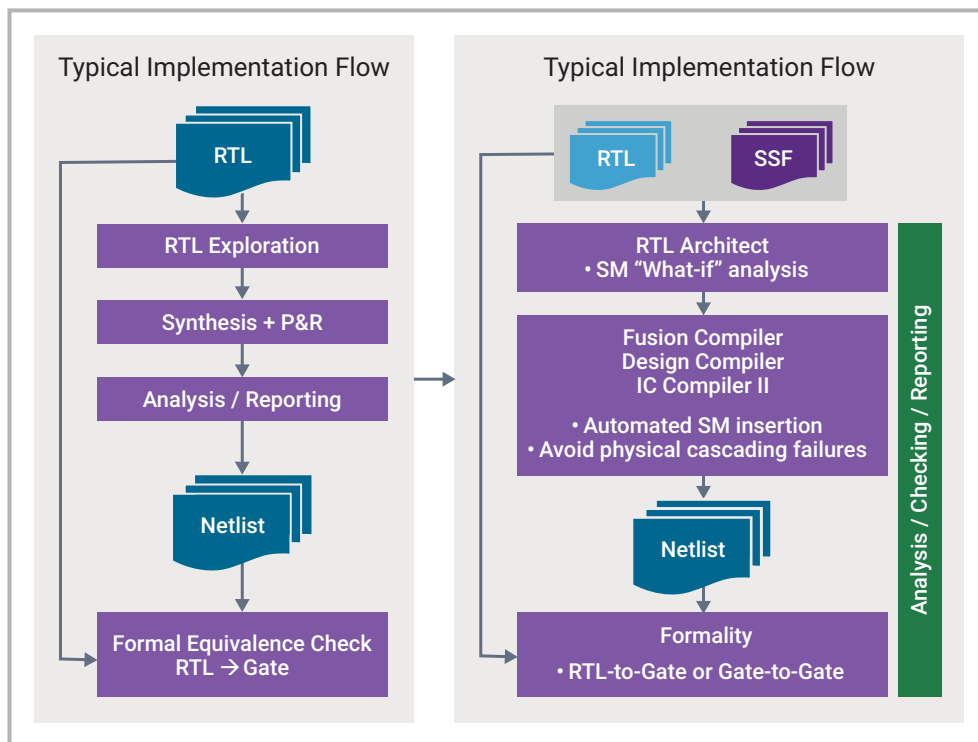 Typical Implementation Flow
RTL
RTL Exploration
Synthesis + P&R
Analysis / Reporting
Netlist
Formal Equivalence Check
RTL → Gate
Typical Implementation Flow
RTL
SSF
RTL Architect
• SM “What-if” analysis
Fusion Compiler
Design Compiler
IC Compiler II
• Automated SM insertion
• Avoid physical cascading failures
Netlist
Formality
• RTL-to-Gate or Gate-to-Gate
Analysis / Checking / Reporting